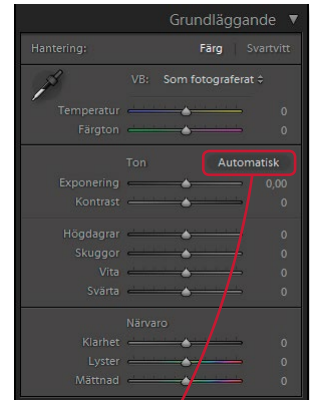 Grundläggande
Hantering: Färg Svartvitt
VB: Som fotograferat
Temperatur 0
Färgton 0
Ton Automatisk
Exponering 0,00
Kontrast 0
Högdagrar 0
Skuggor 0
Vita 0
Svärta 0
Närvaro
Klarhet 0
Lyster 0
Mättnad 0